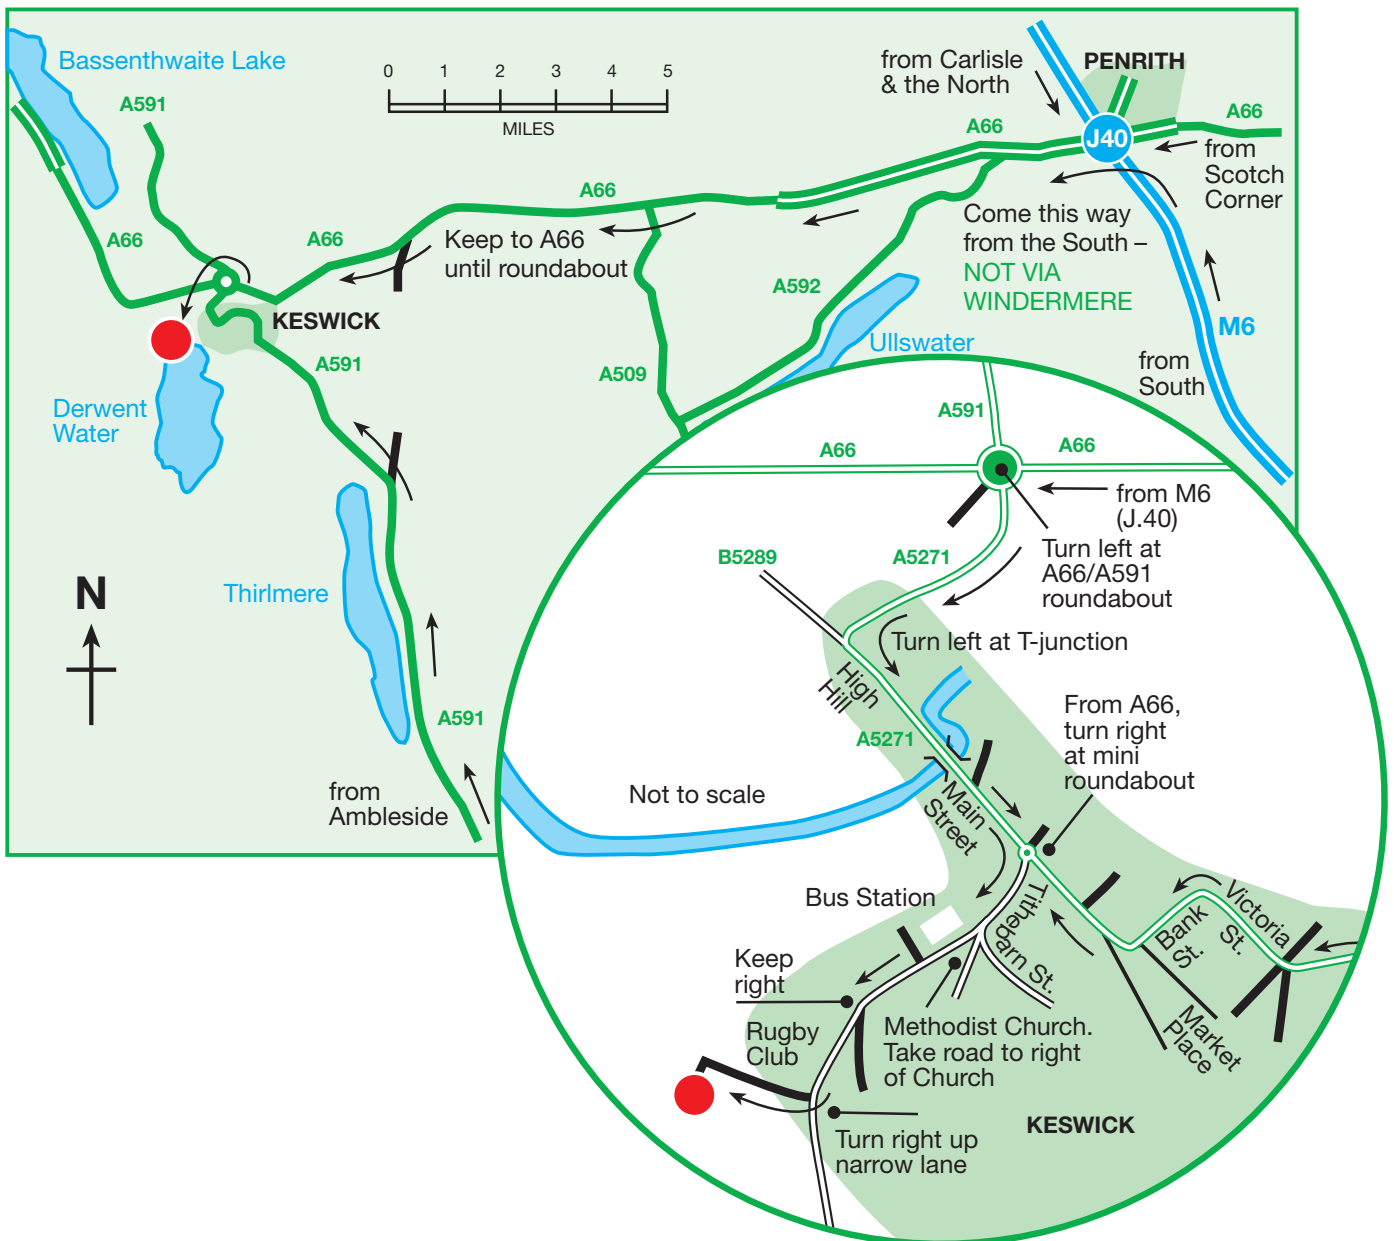 Bassenthwaite Lake
A591
0 1 2 3 4 5
MILES
from Carlisle
& the North
PENRITH
J40
A66
A66
from
Scotch
Corner
A66
A66
A66
Keep to A66
until roundabout
Come this way
from the South –
NOT VIA
WINDERMERE
A592
KESWICK
A591
A509
Ullswater
M6
from
South
Derwent
Water
Thirlmere
N
A591
from
Ambleside
A591
A66
A66
from M6
(J.40)
Turn left at
A66/A591
roundabout
B5289
A5271
Turn left at T-junction
High
Hill
A5271
From A66,
turn right
at mini
roundabout
Not to scale
Main
Street
Bus Station
Tithebarn St.
Victoria
St.
Bank
St.
Market
Place
Keep
right
Rugby
Club
Methodist Church.
Take road to right
of Church
KESWICK
Turn right up
narrow lane